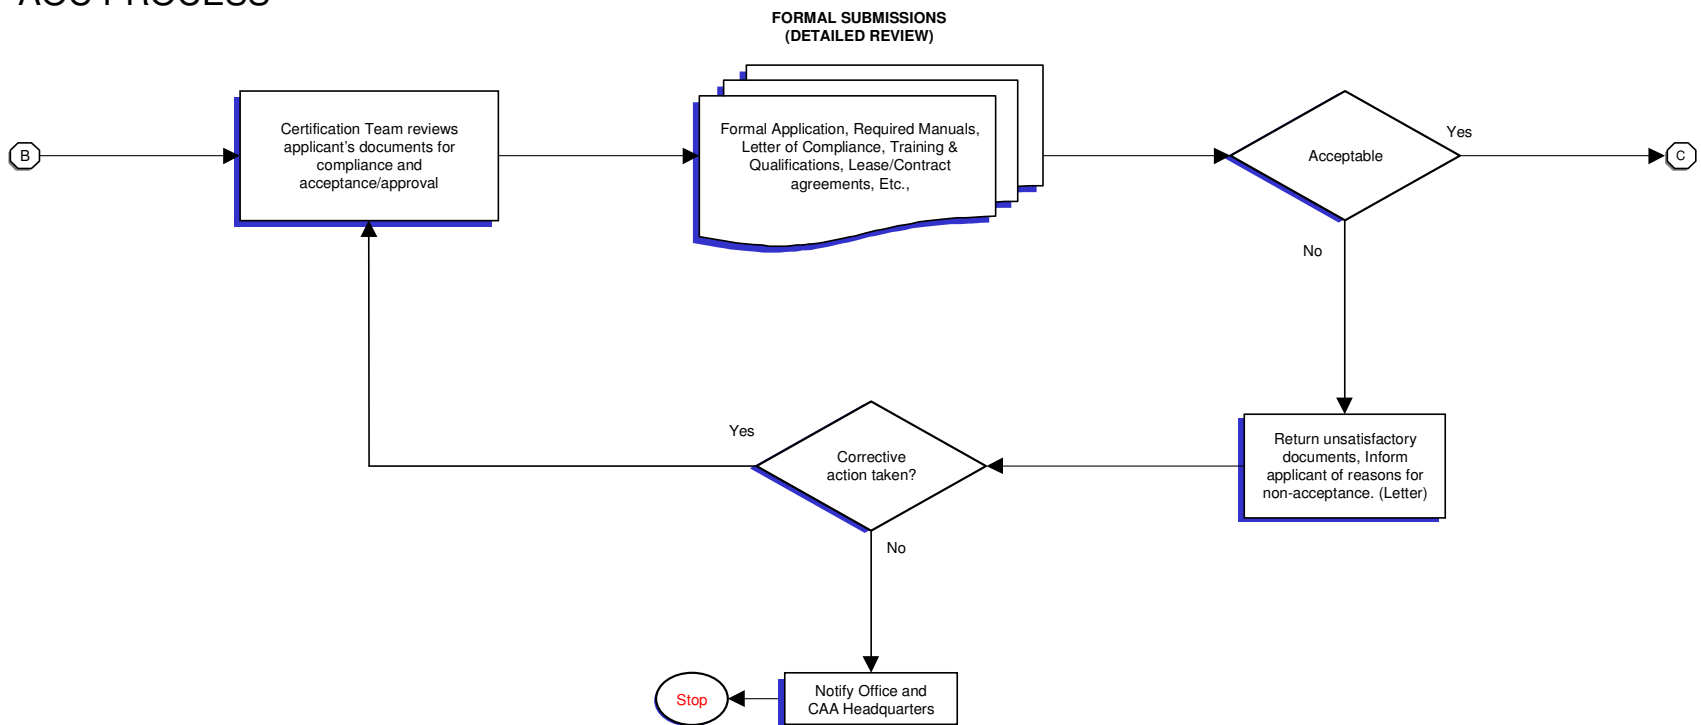 AOC PROCESS
FORMAL SUBMISSIONS
(DETAILED REVIEW)
B
Certification Team reviews
applicant's documents for
compliance and
acceptance/approval
Formal Application, Required Manuals,
Letter of Compliance, Training &
Qualifications, Lease/Contract
agreements, Etc.,
Acceptable
Yes
C
No
Return unsatisfactory
documents, Inform
applicant of reasons for
non-acceptance. (Letter)
Yes
Corrective
action taken?
No
Stop
Notify Office and
CAA Headquarters